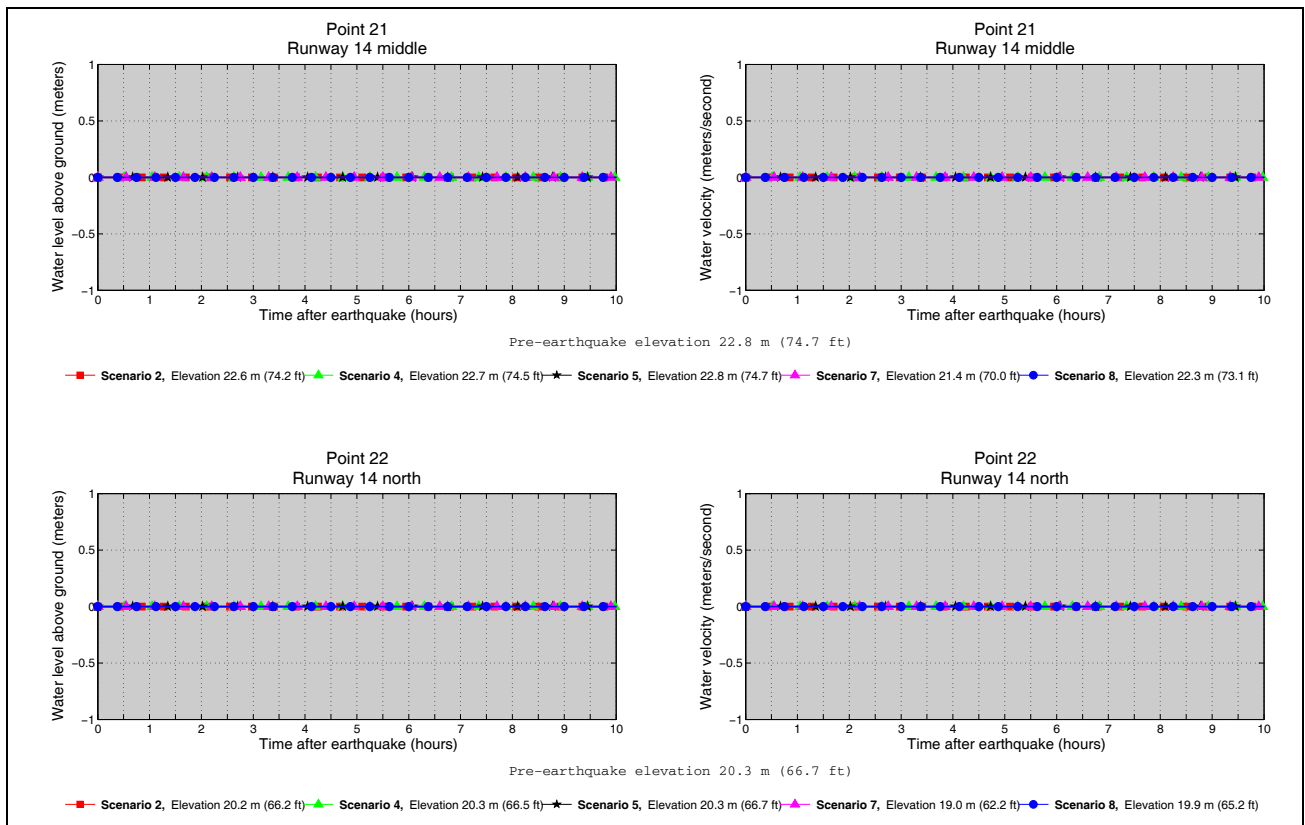 Point 21
Runway 14 middle
Water level above ground (meters)
1
0.5
0
−0.5
−1
0 1 2 3 4 5 6 7 8 9 10
Time after earthquake (hours)
Point 21
Runway 14 middle
Water velocity (meters/second)
1
0.5
0
−0.5
−1
0 1 2 3 4 5 6 7 8 9 10
Time after earthquake (hours)
Pre-earthquake elevation 22.8 m (74.7 ft)
Scenario 2, Elevation 22.6 m (74.2 ft) Scenario 4, Elevation 22.7 m (74.5 ft) Scenario 5, Elevation 22.8 m (74.7 ft) Scenario 7, Elevation 21.4 m (70.0 ft) Scenario 8, Elevation 22.3 m (73.1 ft)
Point 22
Runway 14 north
Water level above ground (meters)
1
0.5
0
−0.5
−1
0 1 2 3 4 5 6 7 8 9 10
Time after earthquake (hours)
Point 22
Runway 14 north
Water velocity (meters/second)
1
0.5
0
−0.5
−1
0 1 2 3 4 5 6 7 8 9 10
Time after earthquake (hours)
Pre-earthquake elevation 20.3 m (66.7 ft)
Scenario 2, Elevation 20.2 m (66.2 ft) Scenario 4, Elevation 20.3 m (66.5 ft) Scenario 5, Elevation 20.3 m (66.7 ft) Scenario 7, Elevation 19.0 m (62.2 ft) Scenario 8, Elevation 19.9 m (65.2 ft)